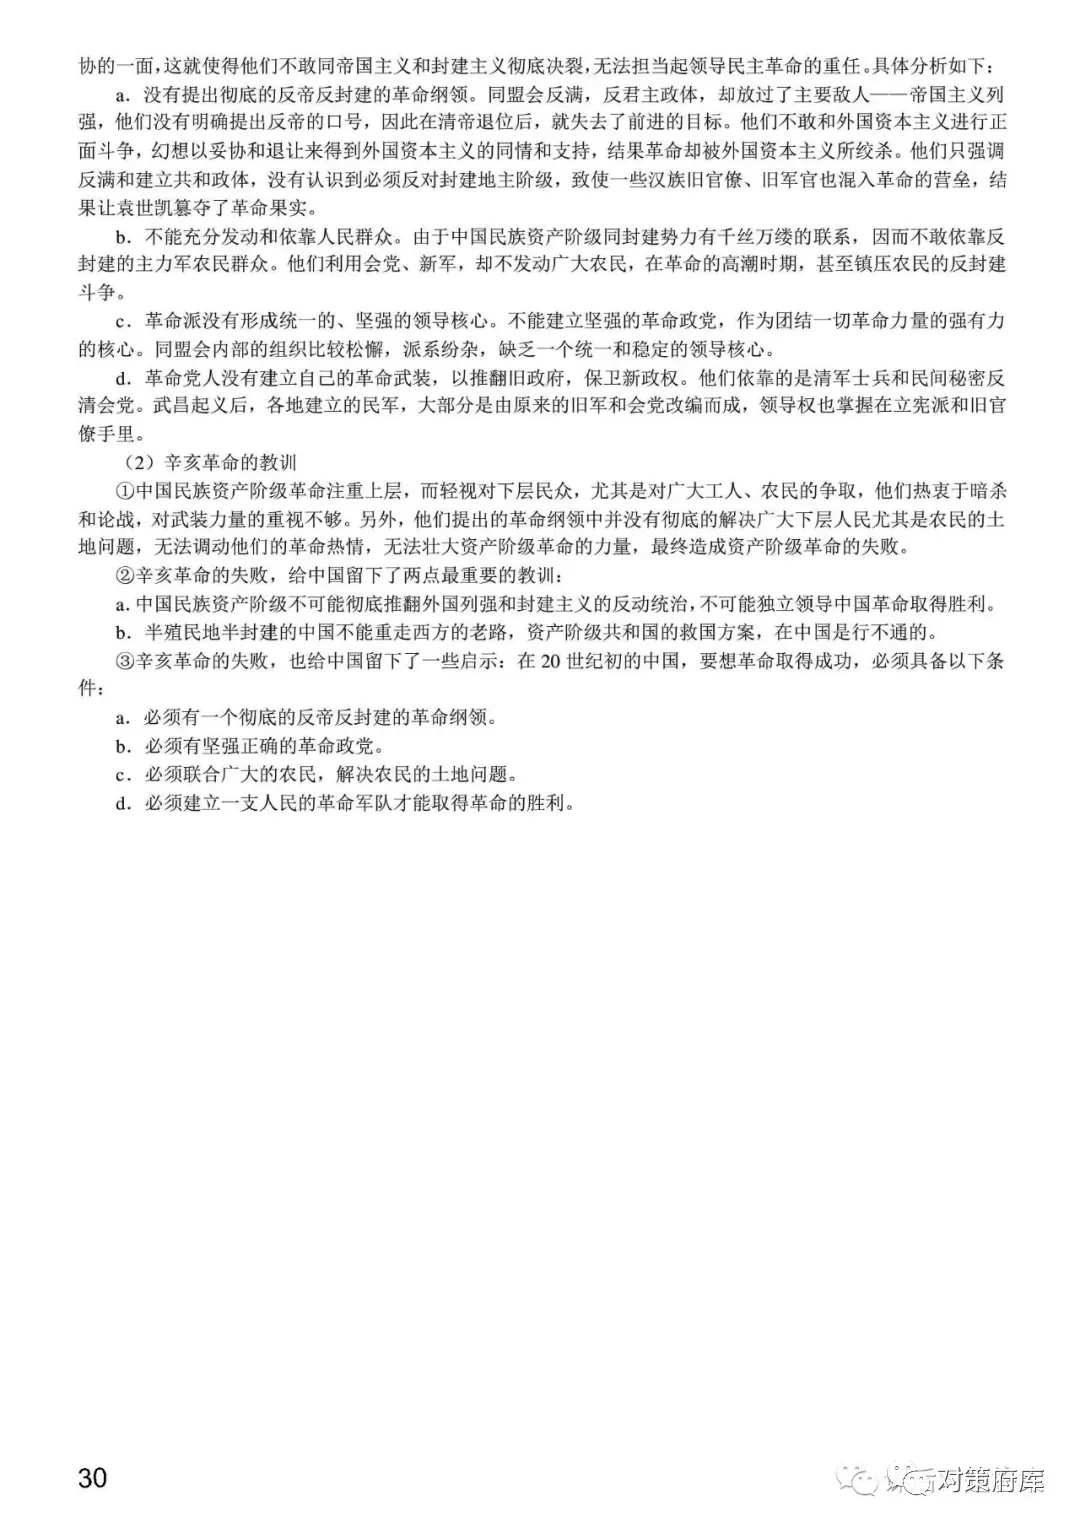 协的一面，这就使得他们不敢同帝国主义和封建主义彻底决裂，无法担当起领导民主革命的重任。具体分析如下：
a．没有提出彻底的反帝反封建的革命纲领。同盟会反满，反君主政体，却放过了主要敌人——帝国主义列
强，他们没有明确提出反帝的口号，因此在清帝退位后，就失去了前进的目标。他们不敢和外国资本主义进行正
面斗争，幻想以妥协和退让来得到外国资本主义的同情和支持，结果革命却被外国资本主义所绞杀。他们只强调
反满和建立共和政体，没有认识到必须反对封建地主阶级，致使一些汉族旧官僚、旧军官也混入革命的营垒，结
果让袁世凯篡夺了革命果实。
b．不能充分发动和依靠人民群众。由于中国民族资产阶级同封建势力有千丝万缕的联系，因而不敢依靠反
封建的主力军农民群众。他们利用会党、新军，却不发动广大农民，在革命的高潮时期，甚至镇压农民的反封建
斗争。
c．革命派没有形成统一的、坚强的领导核心。不能建立坚强的革命政党，作为团结一切革命力量的强有力
的核心。同盟会内部的组织比较松懈，派系纷杂，缺乏一个统一和稳定的领导核心。
d．革命党人没有建立自己的革命武装，以推翻旧政府，保卫新政权。他们依靠的是清军士兵和民间秘密反
清会党。武昌起义后，各地建立的民军，大部分是由原来的旧军和会党改编而成，领导权也掌握在立宪派和旧官
僚手里。
（2）辛亥革命的教训
①中国民族资产阶级革命注重上层，而轻视对下层民众，尤其是对广大工人、农民的争取，他们热衷于暗杀
和论战，对武装力量的重视不够。另外，他们提出的革命纲领中并没有彻底的解决广大下层人民尤其是农民的土
地问题，无法调动他们的革命热情，无法壮大资产阶级革命的力量，最终造成资产阶级革命的失败。
②辛亥革命的失败，给中国留下了两点最重要的教训：
a．中国民族资产阶级不可能彻底推翻外国列强和封建主义的反动统治，不可能独立领导中国革命取得胜利。
b．半殖民地半封建的中国不能重走西方的老路，资产阶级共和国的救国方案，在中国是行不通的。
③辛亥革命的失败，也给中国留下了一些启示：在 20 世纪初的中国，要想革命取得成功，必须具备以下条
件：
a．必须有一个彻底的反帝反封建的革命纲领。
b．必须有坚强正确的革命政党。
c．必须联合广大的农民，解决农民的土地问题。
d．必须建立一支人民的革命军队才能取得革命的胜利。
30
对策府库